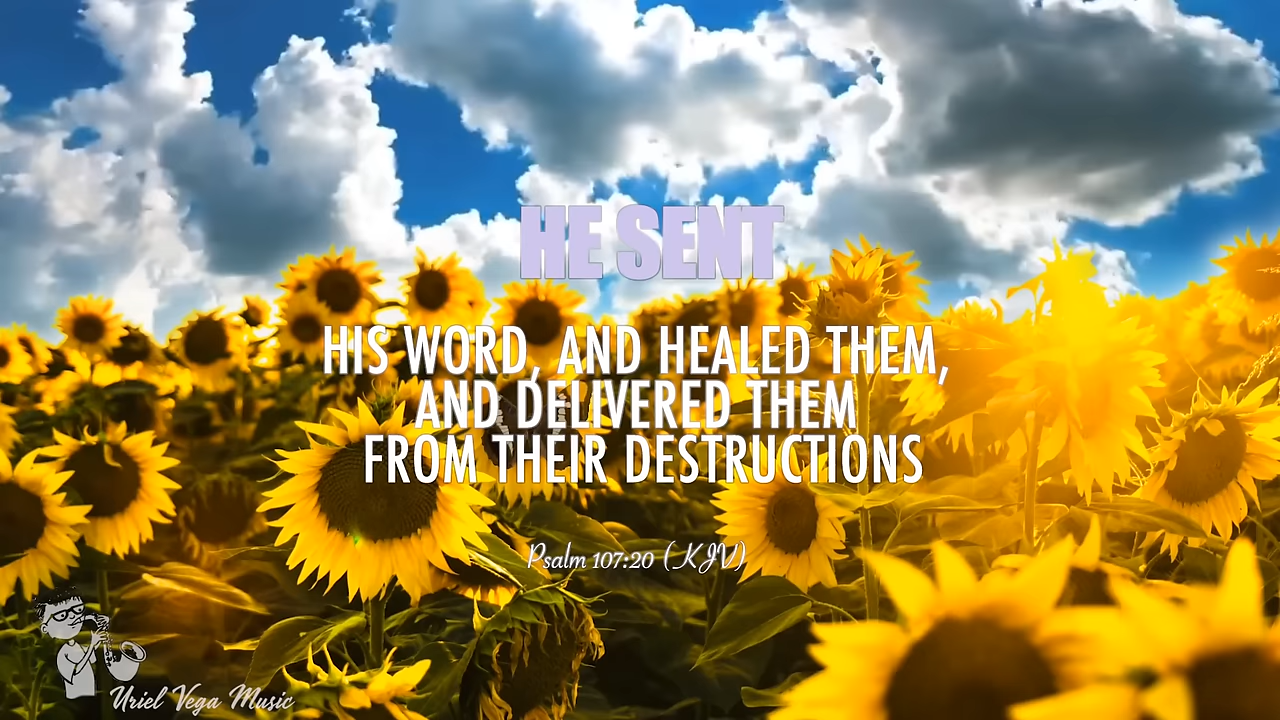 HE SENT
HIS WORD, AND HEALED THEM,
AND DELIVERED THEM
FROM THEIR DESTRUCTIONS
Psalm 107:20 (KJV)
Uriel Vega Music